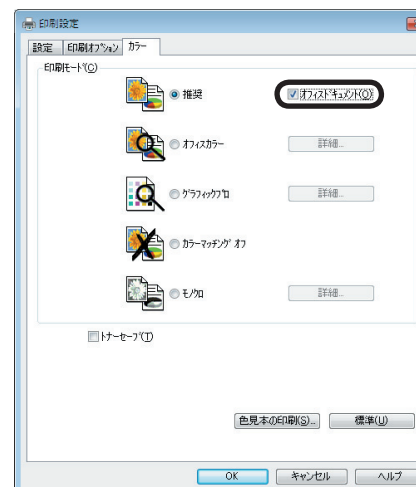 印刷設定
設定 印刷オプション カラー
印刷モード(C)
推奨 オフィスドキュメント(O)
オフィスカラー 詳細...
グラフィックプロ 詳細...
カラーマッチング オフ
モノクロ 詳細...
トナーセーブ(T)
色見本の印刷(S)... 標準(U)
OK キャンセル ヘルプ